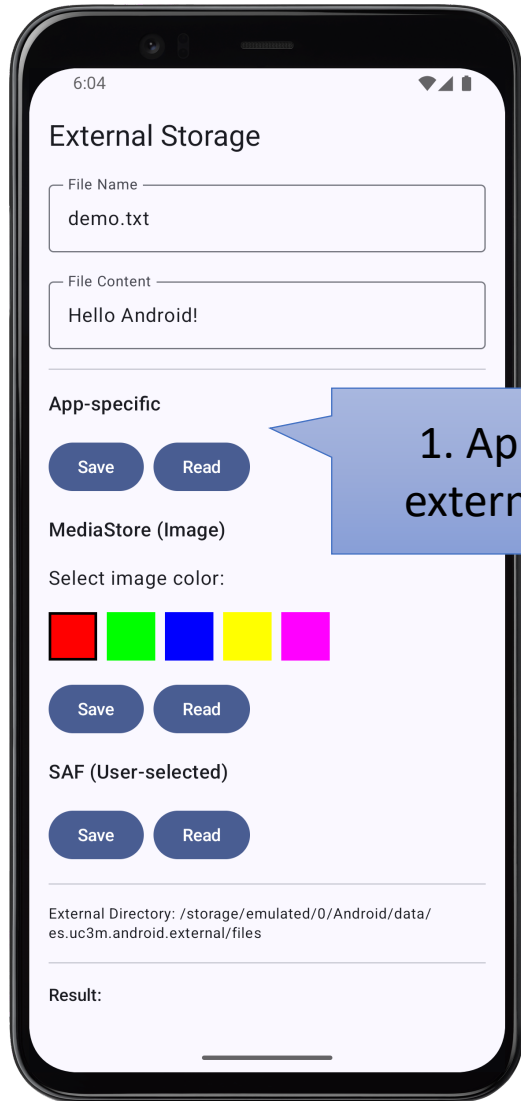 6:04
External Storage
File Name
demo.txt
File Content
Hello Android!
App-specific
1. Ap
extern
Save Read
MediaStore (Image)
Select image color:
Save Read
SAF (User-selected)
Save Read
External Directory: /storage/emulated/0/Android/data/
es.uc3m.android.external/files
Result: